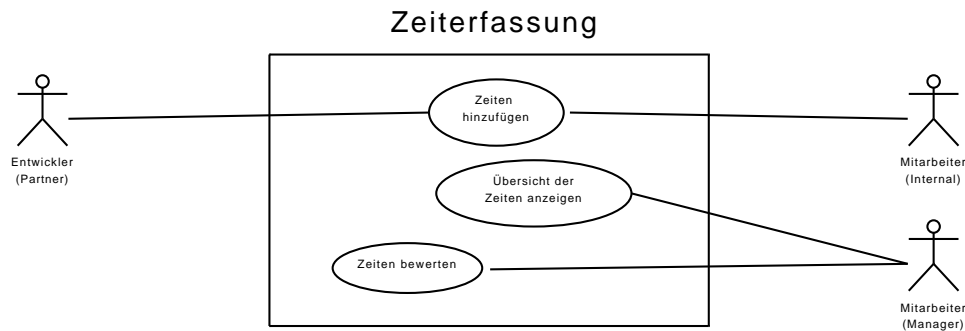 Zeiterfassung
Zeiten
hinzufügen
Entwickler
(Partner)
Mitarbeiter
(Internal)
Übersicht der
Zeiten anzeigen
Zeiten bewerten
Mitarbeiter
(Manager)